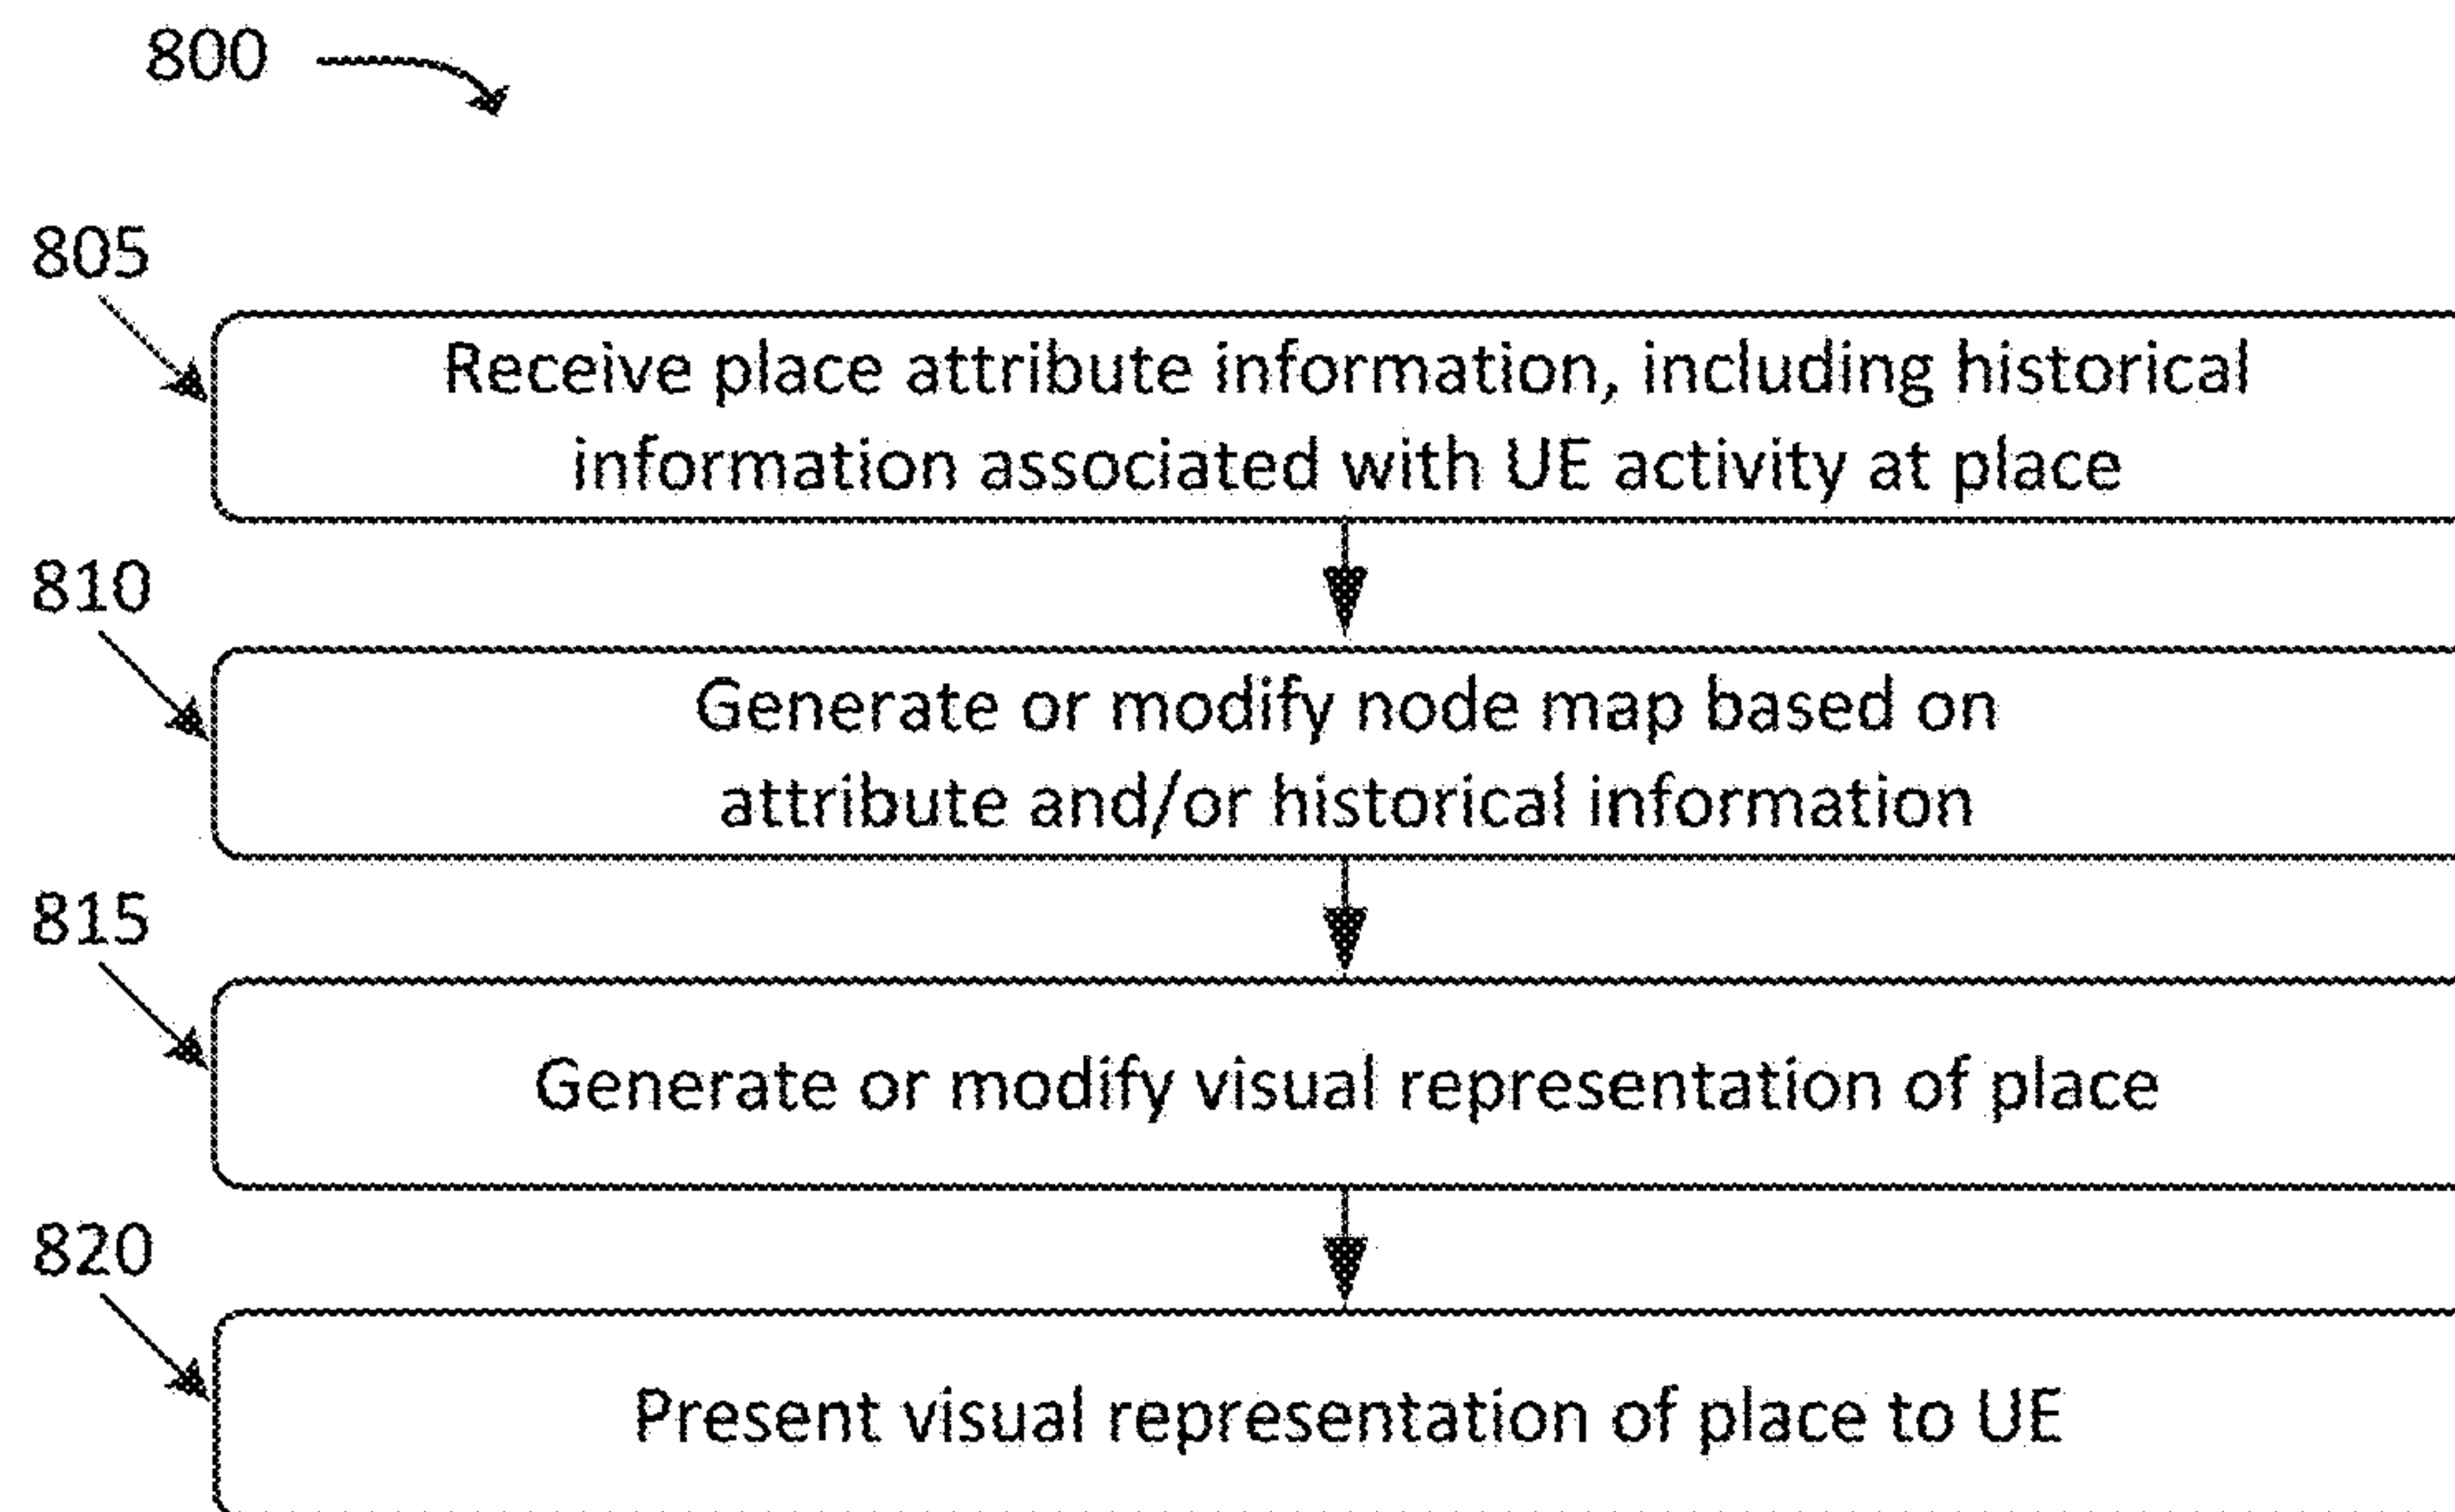 800
805
Receive place attribute information, including historical
information associated with UE activity at place
810
Generate or modify node map based on
attribute and/or historical information
815
Generate or modify visual representation of place
820
Present visual representation of place to UE